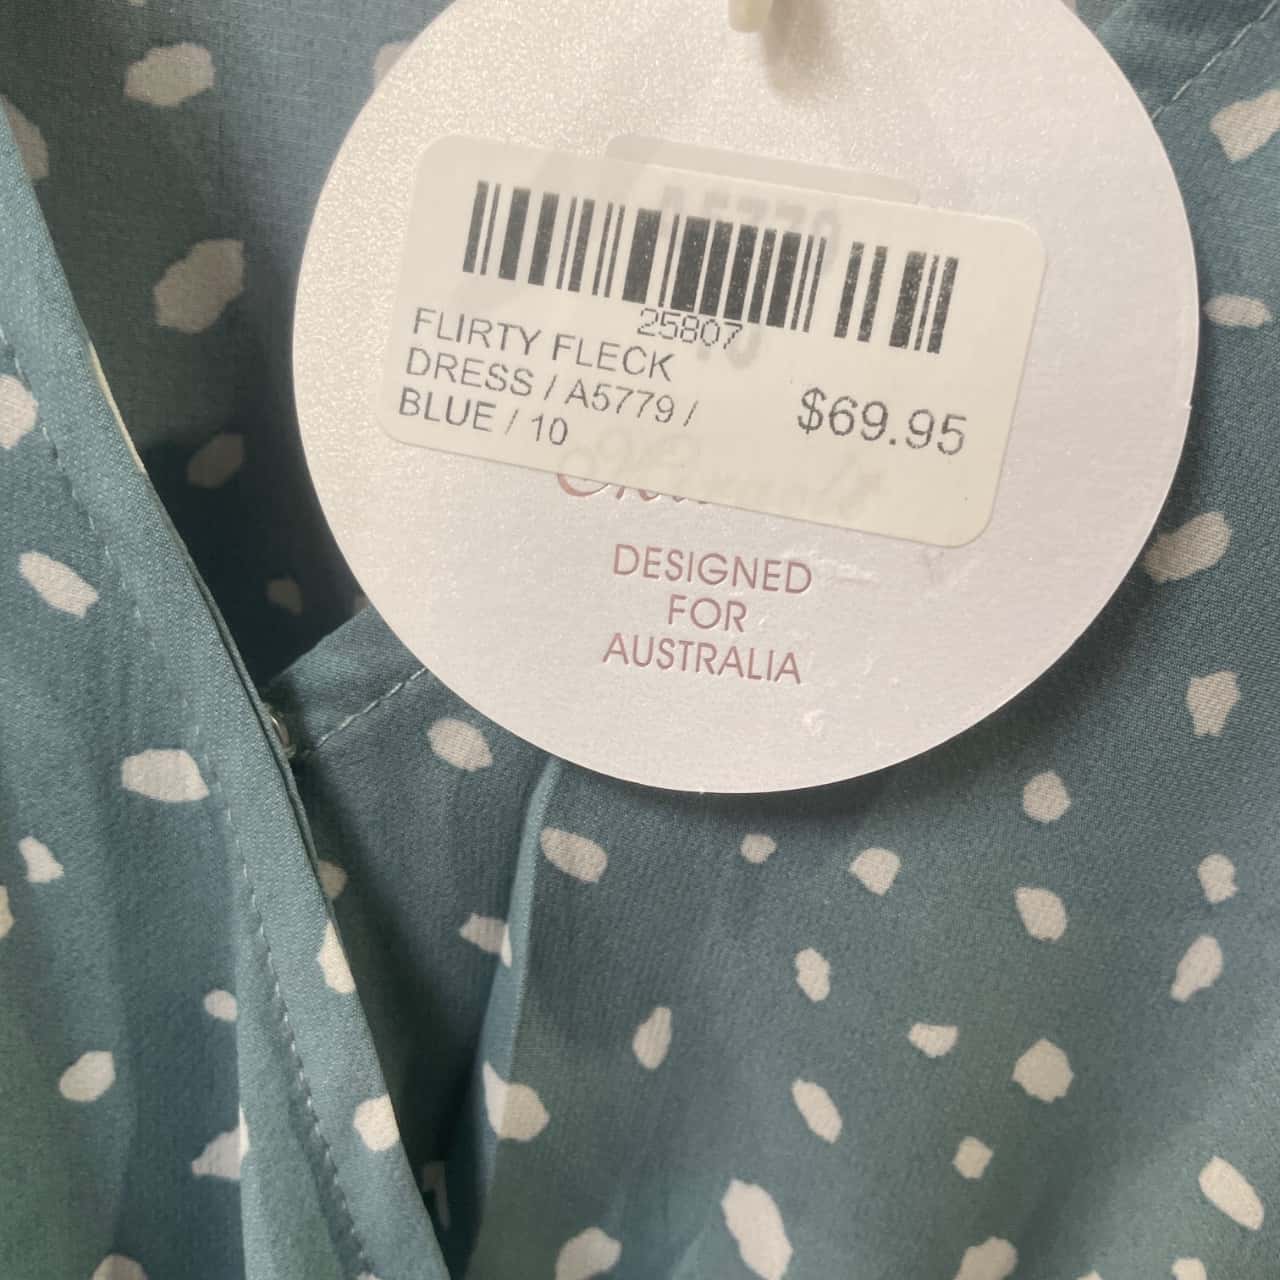 25807
FLIRTY FLECK
DRESS / A5779 /
BLUE / 10
$69.95
DESIGNED
FOR
AUSTRALIA